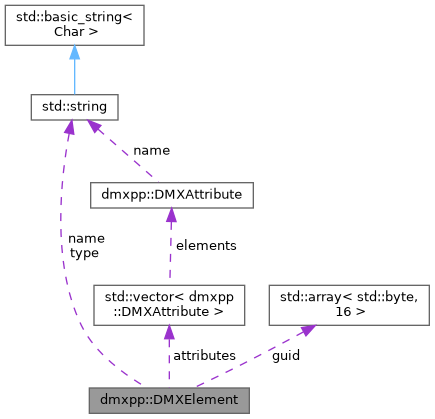 std::basic_string<
Char >
std::string
name
dmxpp::DMXAttribute
name
type
elements
std::vector< dmxpp
::DMXAttribute >
std::array< std::byte,
16 >
attributes
guid
dmxpp::DMXElement